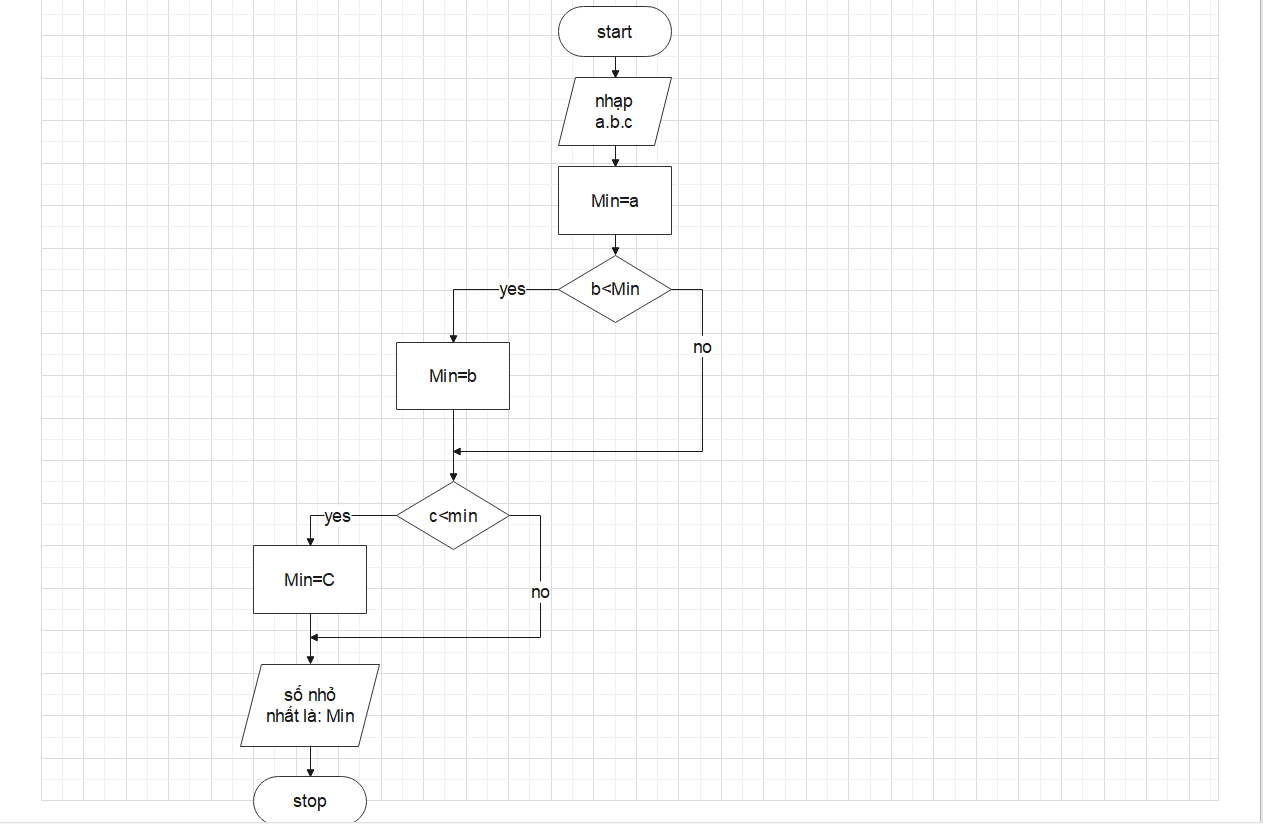 start
nhạp
a.b.c
Min=a
b<Min
yes
no
Min=b
c<min
yes
Min=C
no
số nhỏ
nhất là: Min
stop